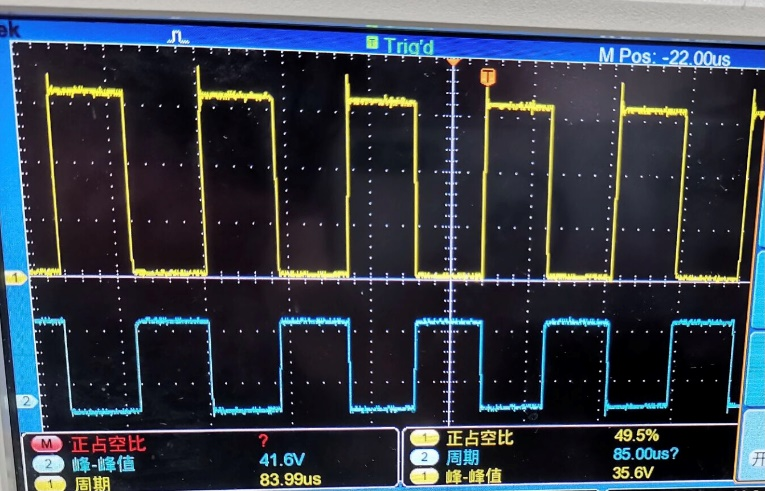 ek
T Trig'd
M Pos: -22.00us
T
1
2
M 正占空比 ?
2 峰-峰值 41.6V
1 周期 83.99us
1 正占空比 49.5%
2 周期 85.00us?
1 峰-峰值 35.6V
开